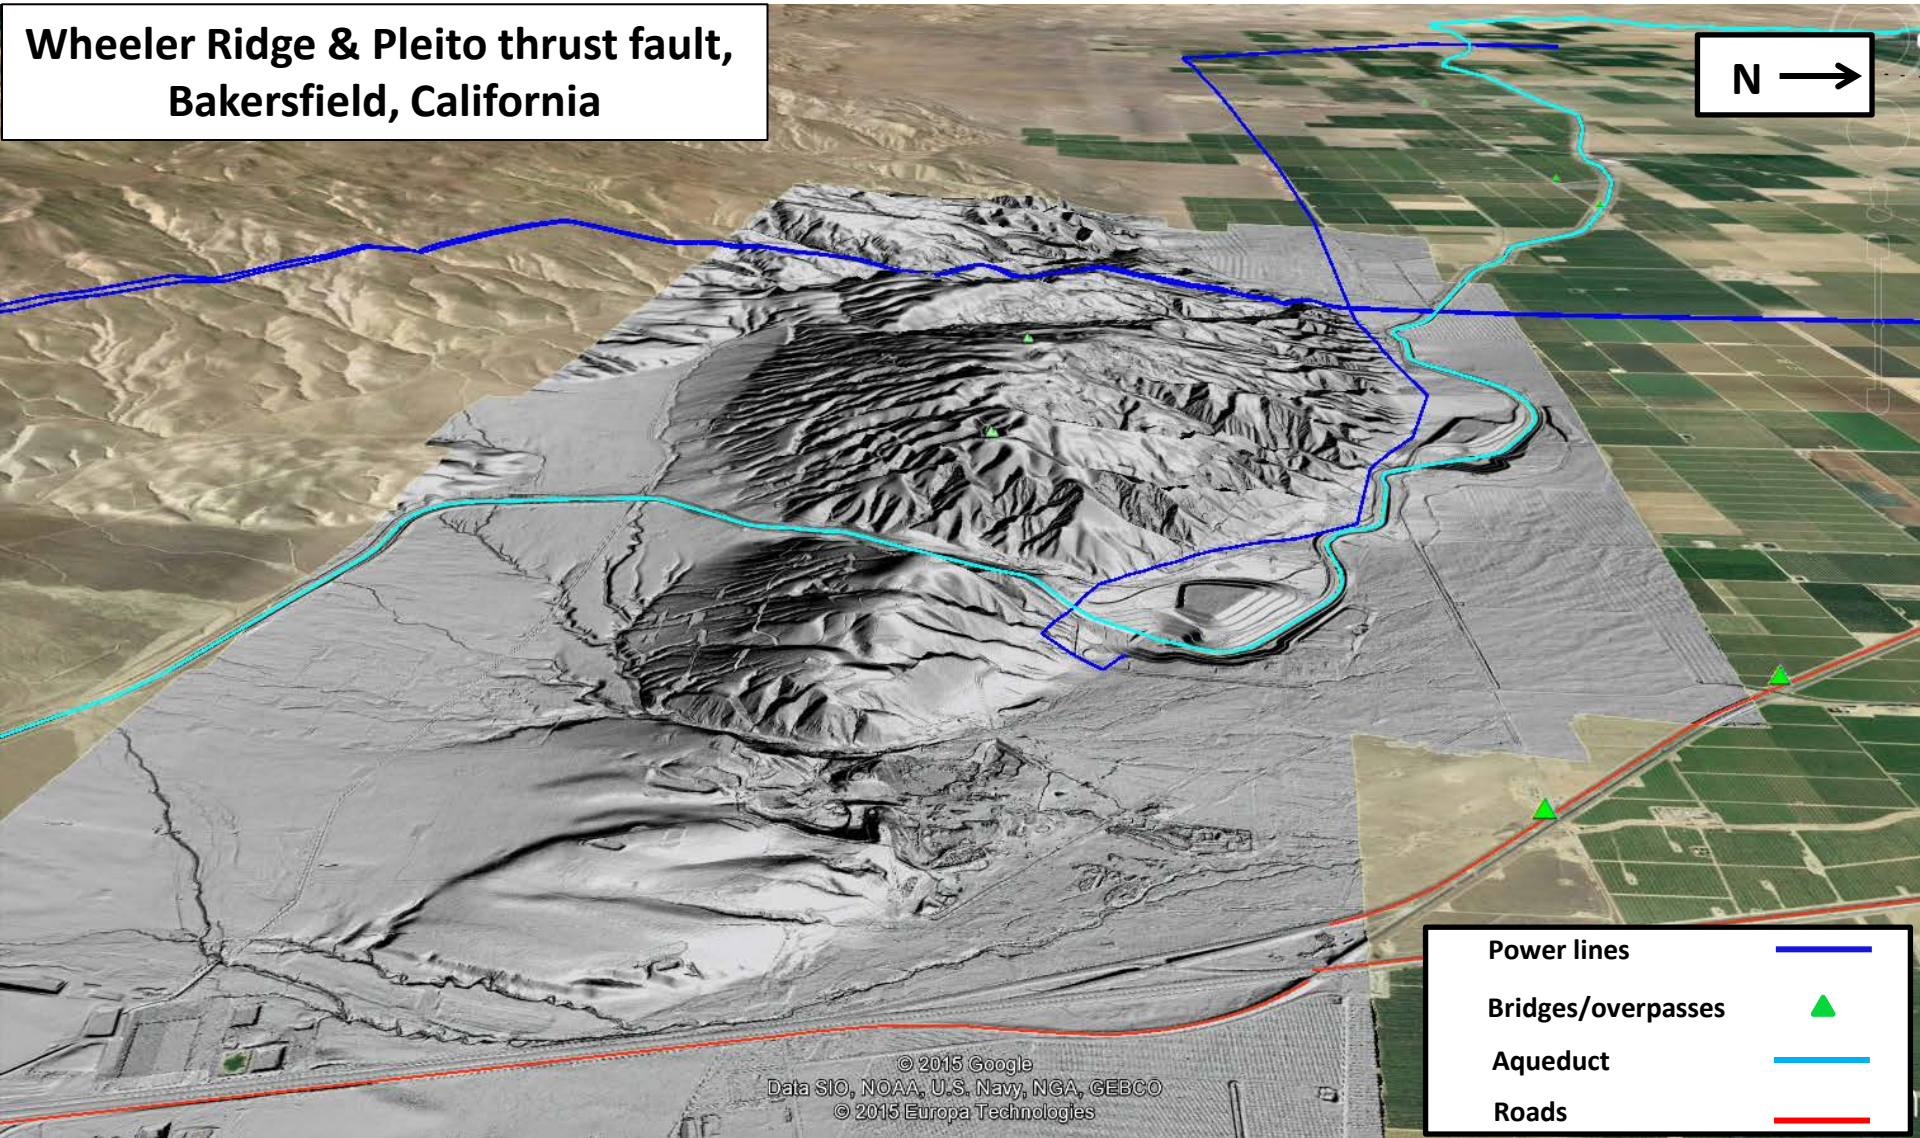 Wheeler Ridge & Pleito thrust fault,
Bakersfield, California
N
Power lines
Bridges/overpasses
Aqueduct
Roads
© 2015 Google
Data SIO, NOAA, U.S. Navy, NGA, GEBCO
© 2015 Europa Technologies